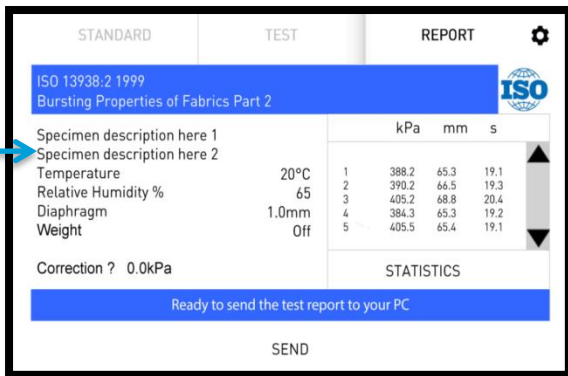 STANDARD TEST REPORT
ISO 13938:2 1999
Bursting Properties of Fabrics Part 2
ISO
Specimen description here 1
Specimen description here 2
Temperature 20°C
Relative Humidity % 65
Diaphragm 1.0mm
Weight Off
Correction ? 0.0kPa
kPa mm s
1 388.2 65.3 19.1
2 390.2 66.5 19.3
3 405.2 68.8 20.4
4 384.3 65.3 19.2
5 405.5 65.4 19.1
STATISTICS
Ready to send the test report to your PC
SEND